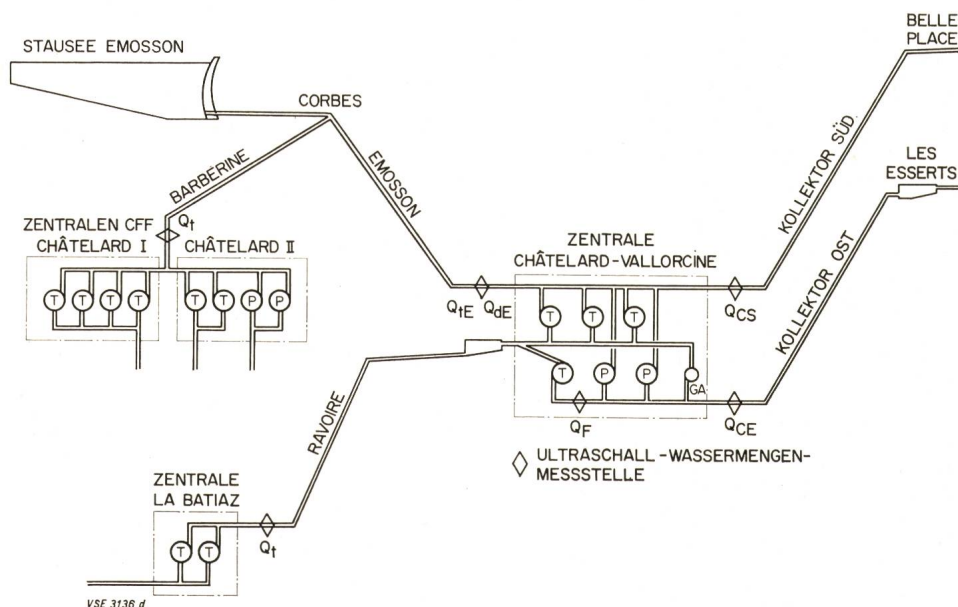 STAUSEE EMOSSON
CORBES
BELLE
PLACE
BARBERINE
EMOSSON
KOLLEKTOR SÜD
LES
ESSERTS
ZENTRALEN CFF
CHÂTELARD I
Qt
CHÂTELARD II
T T T T
T T P P
ZENTRALE
CHÂTELARD-VALLORCINE
QtE QdE
QCS
KOLLEKTOR OST
T T T
T P P
GA
QF
QCE
RAVOIRE
ULTRASCHALL-WASSERMENGEN-
MESSSTELLE
ZENTRALE
LA BATIAZ
Qt
T T
VSE 3136 d